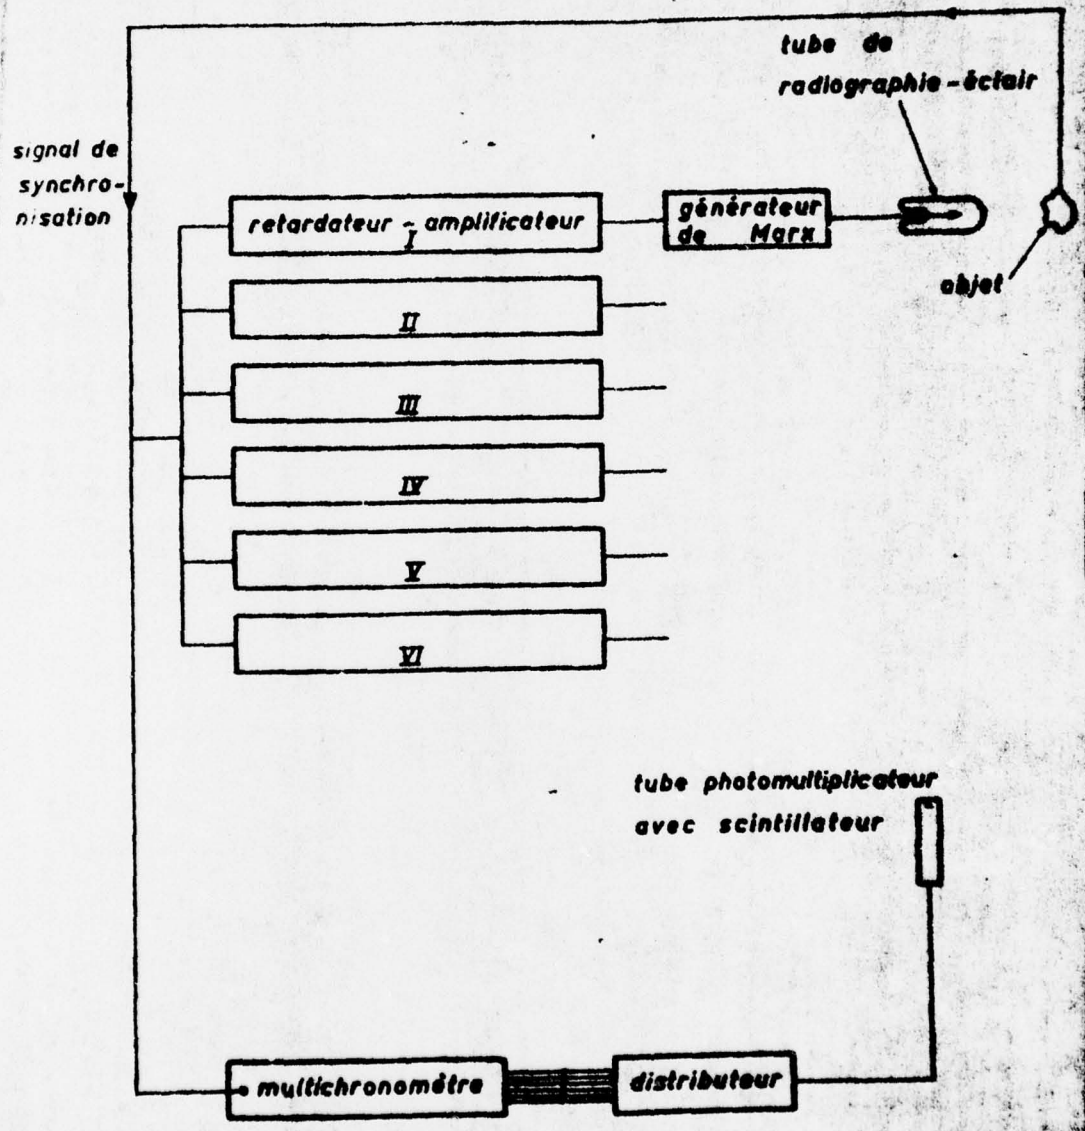 tube de
radiographie-éclair
signal de
synchro-
nisation
retardateur - amplificateur
I
générateur
de Marx
objet
II
III
IV
V
VI
tube photomultiplicateur
avec scintillateur
multichronomètre
distributeur